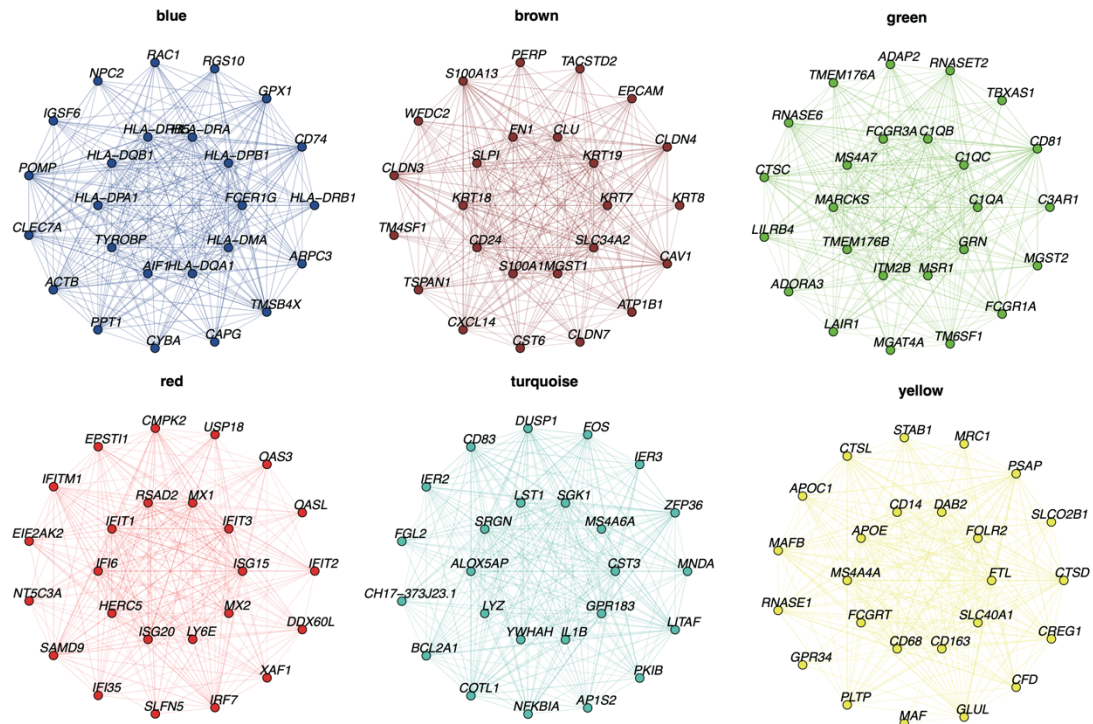 blue
brown
green
RAC1
RGS10
NPC2
GPX1
IGSF6
HLA-DRA
CD74
HLA-DQB1
HLA-DPB1
POMP
HLA-DPA1
FCER1G
HLA-DRB1
CLEC7A
TYROBP
HLA-DMA
ARPC3
AIF1
HLA-DQA1
ACTB
TMSB4X
PPT1
CAPG
CYBA
PERP
TACSTD2
S100A13
EPCAM
WFDC2
FN1
CLU
CLDN4
SLPI
KRT19
CLDN3
KRT18
KRT7
KRT8
TM4SF1
CD24
SLC34A2
CAV1
S100A1
MGST1
TSPAN1
ATP1B1
CXCL14
CLDN7
CST6
ADAP2
RNASET2
TMEM176A
TBXAS1
RNASE6
FCGR3A
C1QB
CD81
MS4A7
C1QC
CTSC
MARCKS
C1QA
C3AR1
LILRB4
TMEM176B
GRN
MGST2
ITM2B
MSR1
ADORA3
FCGR1A
LAIR1
TM6SF1
MGAT4A
red
turquoise
yellow
CMPK2
USP18
EPSTI1
OAS3
IFITM1
RSAD2
MX1
OASL
IFIT1
IFIT3
EIF2AK2
IFI6
ISG15
IFIT2
NT5C3A
HERC5
MX2
DDX60L
ISG20
LY6E
SAMD9
XAF1
IFI35
IRF7
SLFN5
DUSP1
FOS
CD83
IER3
IER2
LST1
SGK1
ZFP36
SRGN
MS4A6A
FGL2
ALOX5AP
CST3
MNDA
CH17-373J23.1
LYZ
GPR183
LITAF
YWHAH
IL1B
BCL2A1
PKIB
COTL1
AP1S2
NFKBIA
STAB1
MRC1
CTSL
PSAP
APOC1
CD14
DAB2
SLCO2B1
APOE
FOLR2
MAFB
MS4A4A
FTL
CTSD
RNASE1
FCGRT
SLC40A1
CREG1
CD68
CD163
GPR34
CFD
PLTP
GLUL
MAF